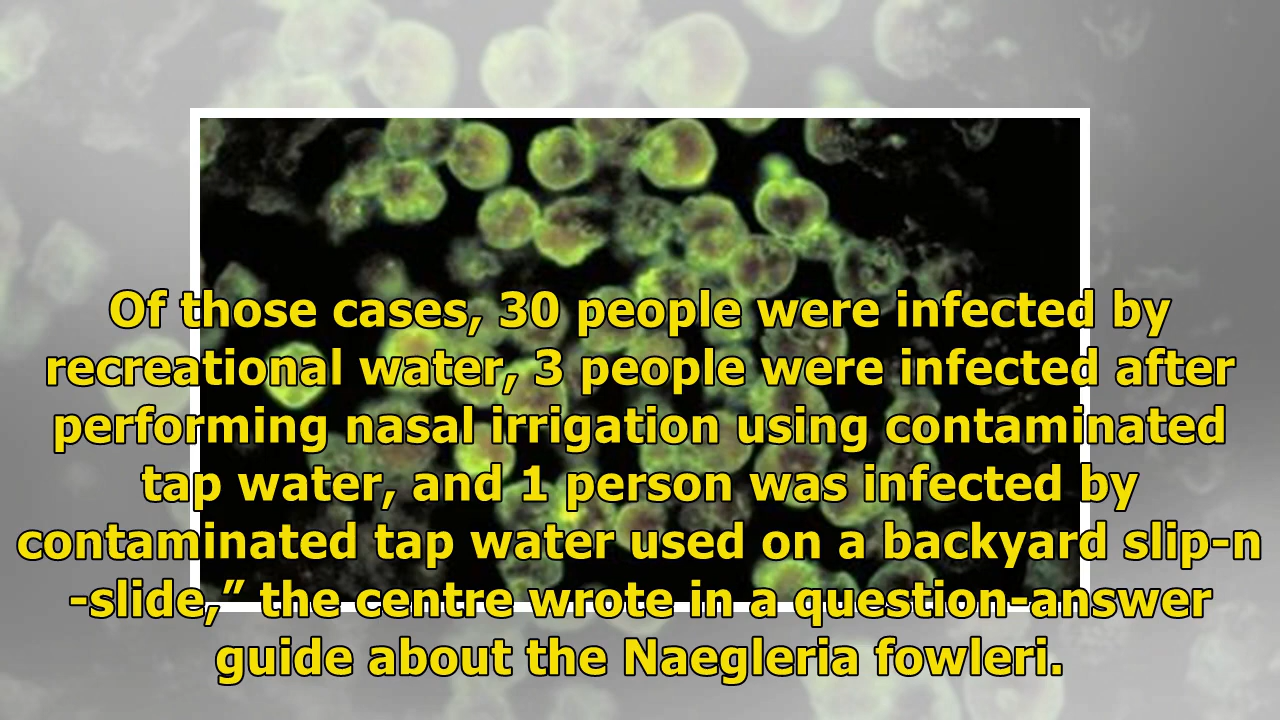 Of those cases, 30 people were infected by
recreational water, 3 people were infected after
performing nasal irrigation using contaminated
tap water, and 1 person was infected by
contaminated tap water used on a backyard slip-n
-slide,” the centre wrote in a question-answer
guide about the Naegleria fowleri.